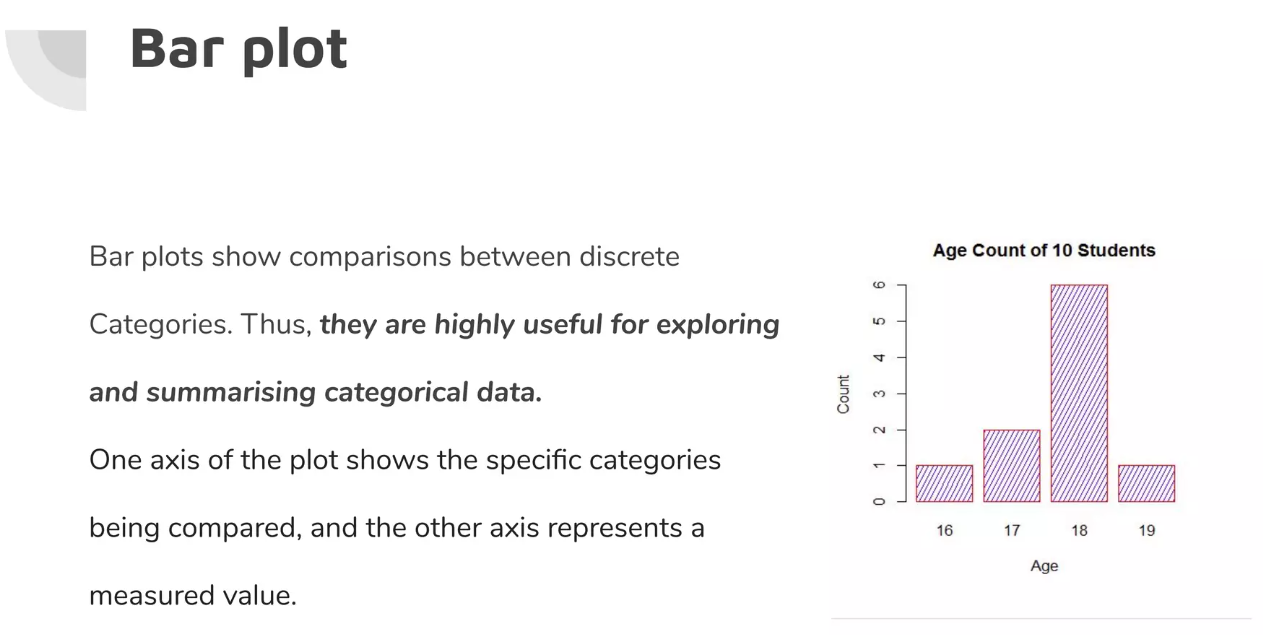 Bar plot
Bar plots show comparisons between discrete
Categories. Thus, they are highly useful for exploring
and summarising categorical data.
One axis of the plot shows the specific categories
being compared, and the other axis represents a
measured value.
Age Count of 10 Students
6
5
4
3
2
1
0
Count
16 17 18 19
Age